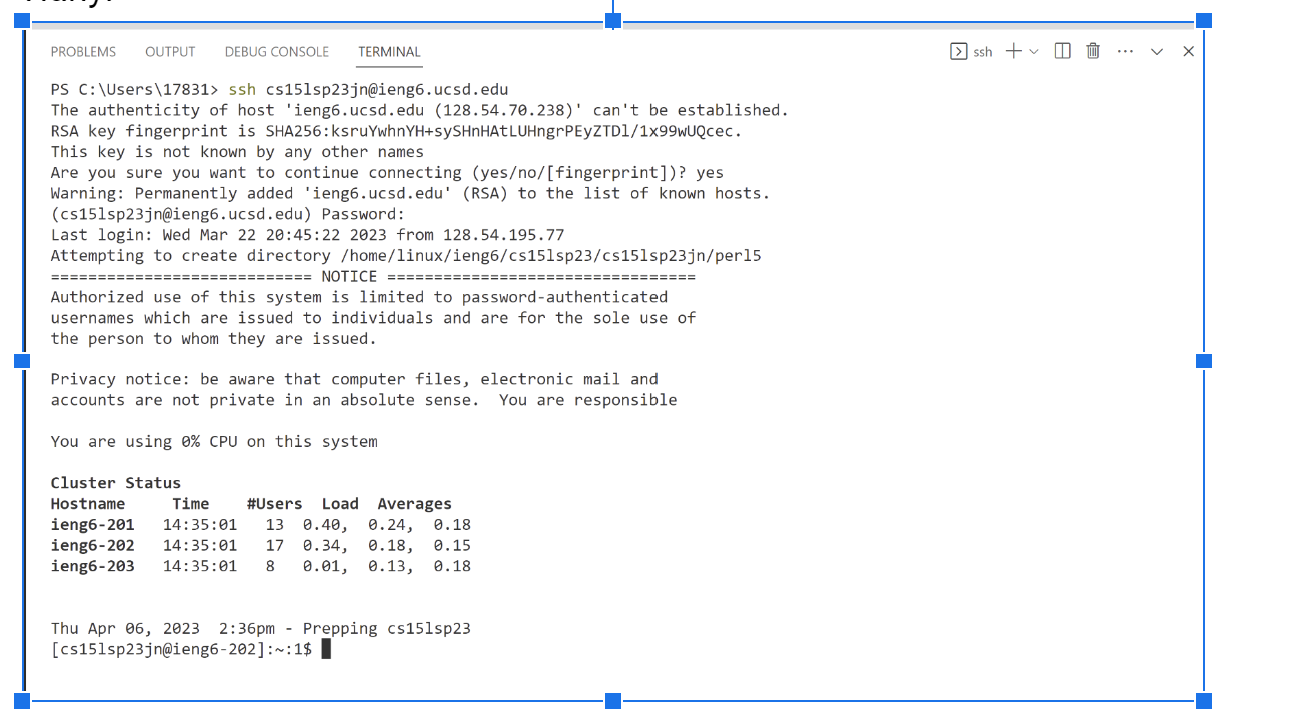 PROBLEMS OUTPUT DEBUG CONSOLE TERMINAL ssh
PS C:\Users\17831> ssh cs15lsp23jn@ieng6.ucsd.edu
The authenticity of host 'ieng6.ucsd.edu (128.54.70.238)' can't be established.
RSA key fingerprint is SHA256:ksruYwhnYH+sySHnHAtLUHngrPEyZTDl/1x99wUQcec.
This key is not known by any other names
Are you sure you want to continue connecting (yes/no/[fingerprint])? yes
Warning: Permanently added 'ieng6.ucsd.edu' (RSA) to the list of known hosts.
(cs15lsp23jn@ieng6.ucsd.edu) Password:
Last login: Wed Mar 22 20:45:22 2023 from 128.54.195.77
Attempting to create directory /home/linux/ieng6/cs15lsp23/cs15lsp23jn/perl5
============================ NOTICE =================================
Authorized use of this system is limited to password-authenticated
usernames which are issued to individuals and are for the sole use of
the person to whom they are issued.
Privacy notice: be aware that computer files, electronic mail and
accounts are not private in an absolute sense.  You are responsible
You are using 0% CPU on this system
Cluster Status
Hostname     Time    #Users  Load  Averages
ieng6-201   14:35:01   13  0.40,  0.24,  0.18
ieng6-202   14:35:01   17  0.34,  0.18,  0.15
ieng6-203   14:35:01   8   0.01,  0.13,  0.18
Thu Apr 06, 2023  2:36pm - Prepping cs15lsp23
[cs15lsp23jn@ieng6-202]:~:1$